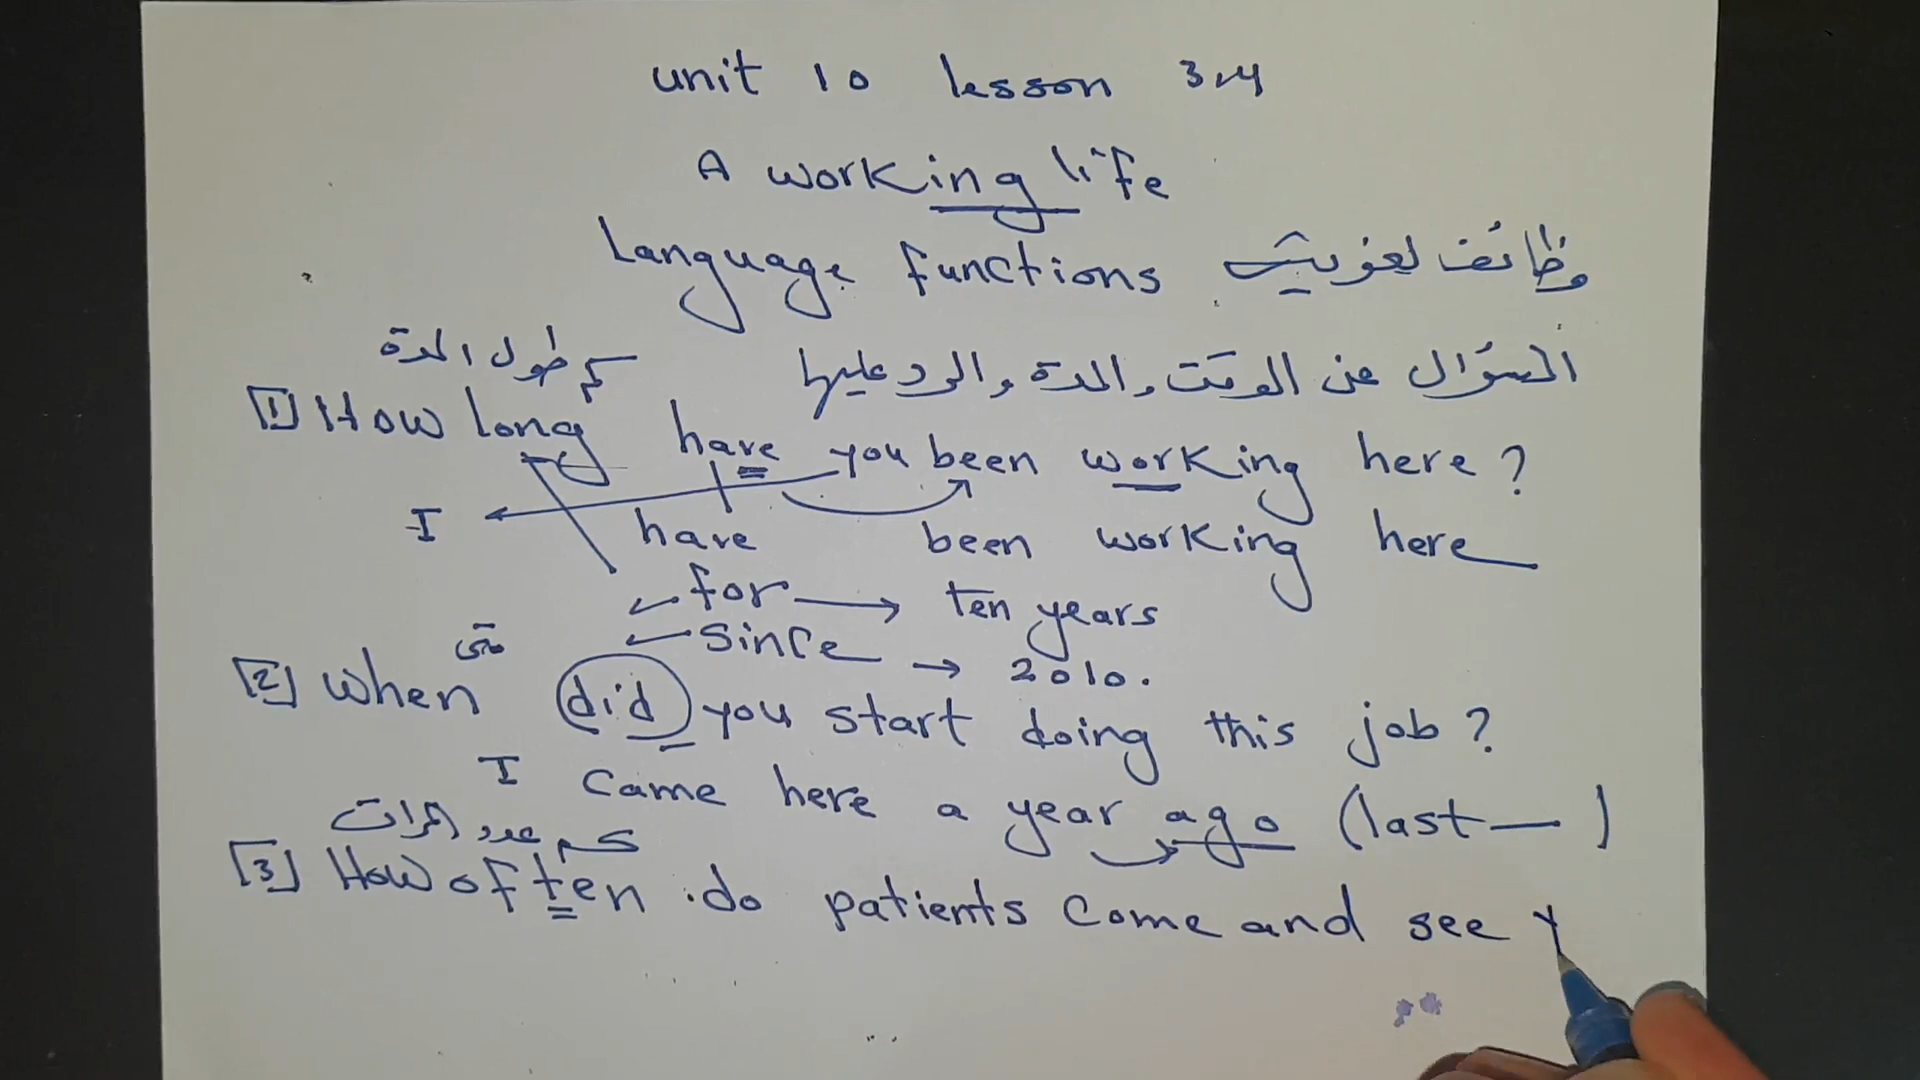 unit 10 lesson 3,4
A working life
Language functions وظائف لغوية
السؤال عن الوقت والمدة والرد عليها
كم طول المدة
[1] How long have you been working here?
I have been working here
for → ten years
since → 2010.
متى
[2] When did you start doing this job?
I came here a year ago (last — )
كم عدد المرات
[3] How often do patients come and see y